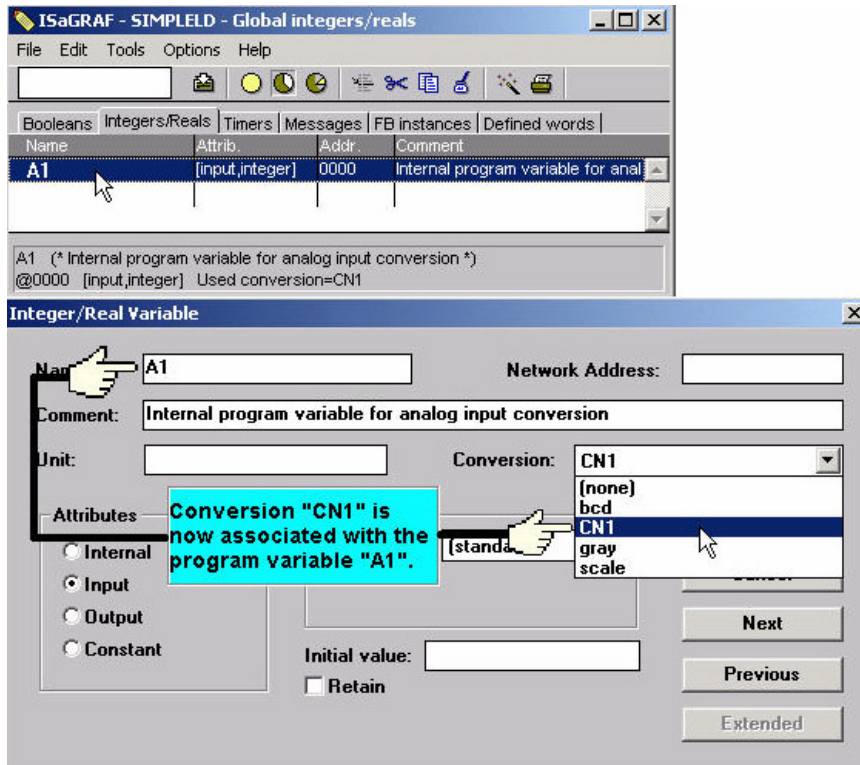 ISaGRAF - SIMPLELD - Global integers/reals
File Edit Tools Options Help
Booleans Integers/Reals Timers Messages FB instances Defined words
Name Attrib. Addr. Comment
A1 [input,integer] 0000 Internal program variable for anal
A1 (* Internal program variable for analog input conversion *)
@0000 [input,integer] Used conversion=CN1
Integer/Real Variable
A1 Network Address:
Comment: Internal program variable for analog input conversion
Unit: Conversion: CN1
(none)
bcd
CN1
gray
scale
Attributes
Conversion "CN1" is
now associated with the
program variable "A1".
Internal
Input
Output
Constant
Initial value:
Retain
Next
Previous
Extended